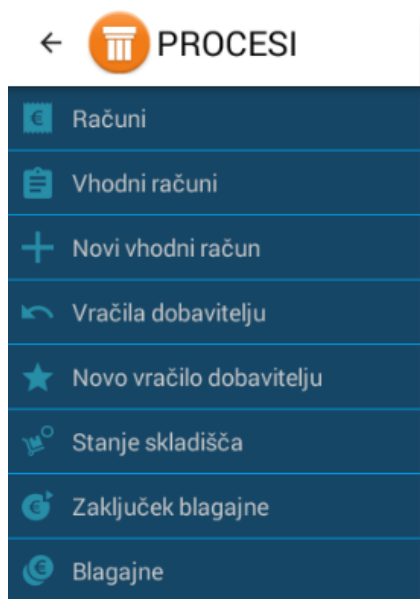 PROCESI
Računi
Vhodni računi
Novi vhodni račun
Vračila dobavitelju
Novo vračilo dobavitelju
Stanje skladišča
Zaključek blagajne
Blagajne